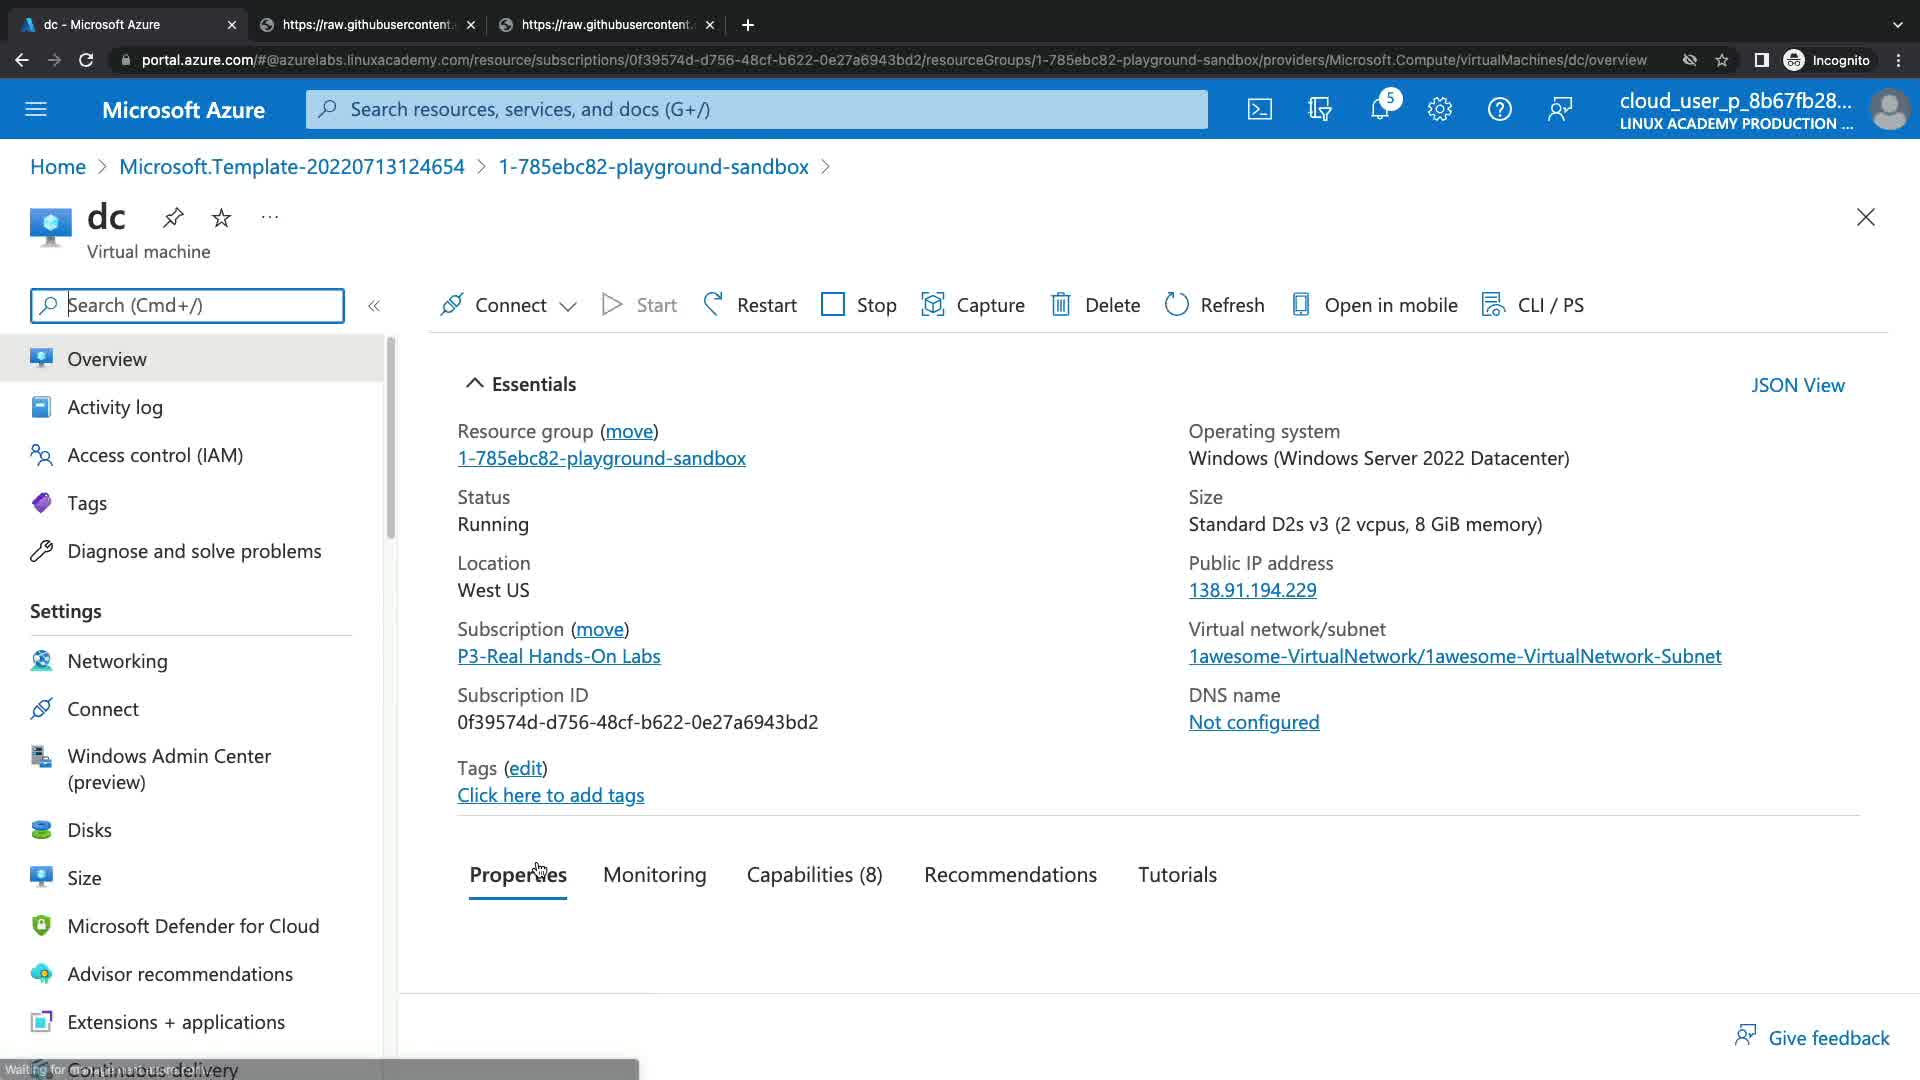 dc - Microsoft Azure
https://raw.githubusercontent.
https://raw.githubusercontent.
portal.azure.com/#@azurelabs.linuxacademy.com/resource/subscriptions/0f39574d-d756-48cf-b622-0e27a6943bd2/resourceGroups/1-785ebc82-playground-sandbox/providers/Microsoft.Compute/virtualMachines/dc/overview
Incognito
Microsoft Azure
Search resources, services, and docs (G+/)
5
cloud_user_p_8b67fb28...
LINUX ACADEMY PRODUCTION ...
Home > Microsoft.Template-20220713124654 > 1-785ebc82-playground-sandbox >
dc
...
Virtual machine
Search (Cmd+/)
«
Connect
Start
Restart
Stop
Capture
Delete
Refresh
Open in mobile
CLI / PS
Overview
Activity log
Access control (IAM)
Tags
Diagnose and solve problems
Settings
Networking
Connect
Windows Admin Center
(preview)
Disks
Size
Microsoft Defender for Cloud
Advisor recommendations
Extensions + applications
Continuous delivery
Essentials
JSON View
Resource group (move)
1-785ebc82-playground-sandbox
Status
Running
Location
West US
Subscription (move)
P3-Real Hands-On Labs
Subscription ID
0f39574d-d756-48cf-b622-0e27a6943bd2
Tags (edit)
Click here to add tags
Operating system
Windows (Windows Server 2022 Datacenter)
Size
Standard D2s v3 (2 vcpus, 8 GiB memory)
Public IP address
138.91.194.229
Virtual network/subnet
1awesome-VirtualNetwork/1awesome-VirtualNetwork-Subnet
DNS name
Not configured
Properties
Monitoring
Capabilities (8)
Recommendations
Tutorials
Give feedback
Waiting for